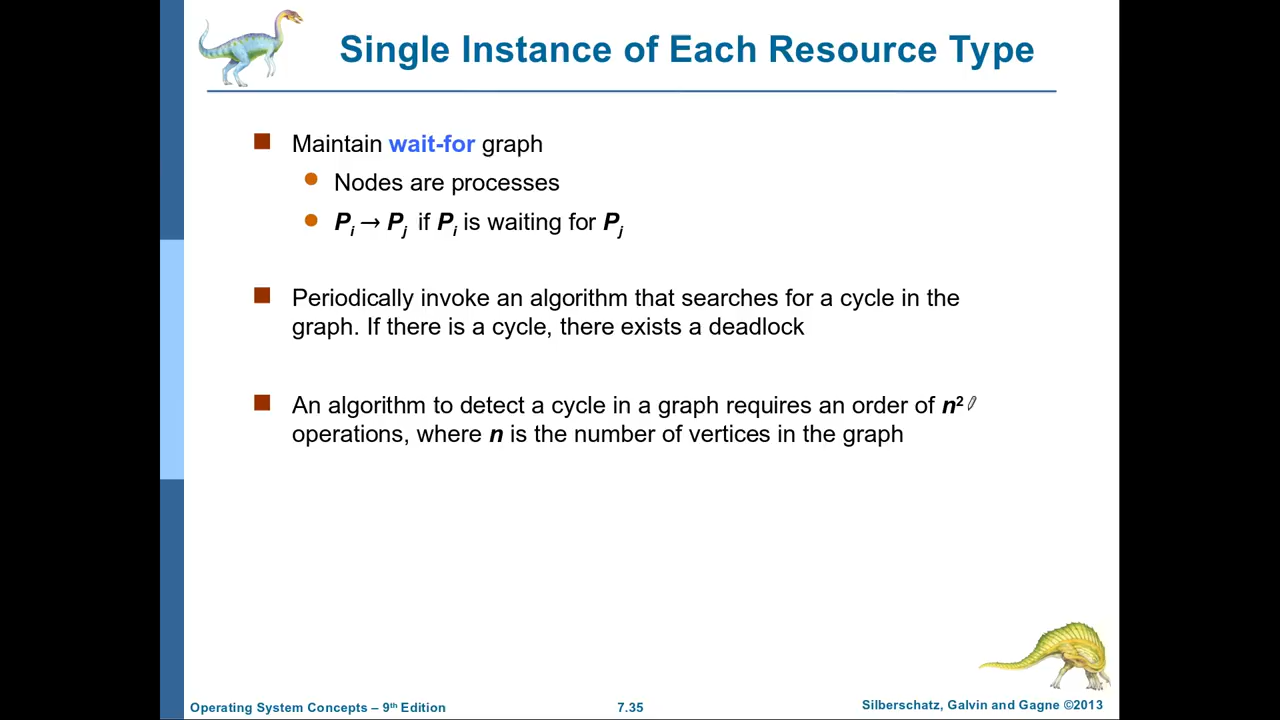 Single Instance of Each Resource Type
Maintain wait-for graph
Nodes are processes
Pi → Pj if Pi is waiting for Pj
Periodically invoke an algorithm that searches for a cycle in the
graph. If there is a cycle, there exists a deadlock
An algorithm to detect a cycle in a graph requires an order of n²
operations, where n is the number of vertices in the graph
Operating System Concepts – 9th Edition
7.35
Silberschatz, Galvin and Gagne ©2013